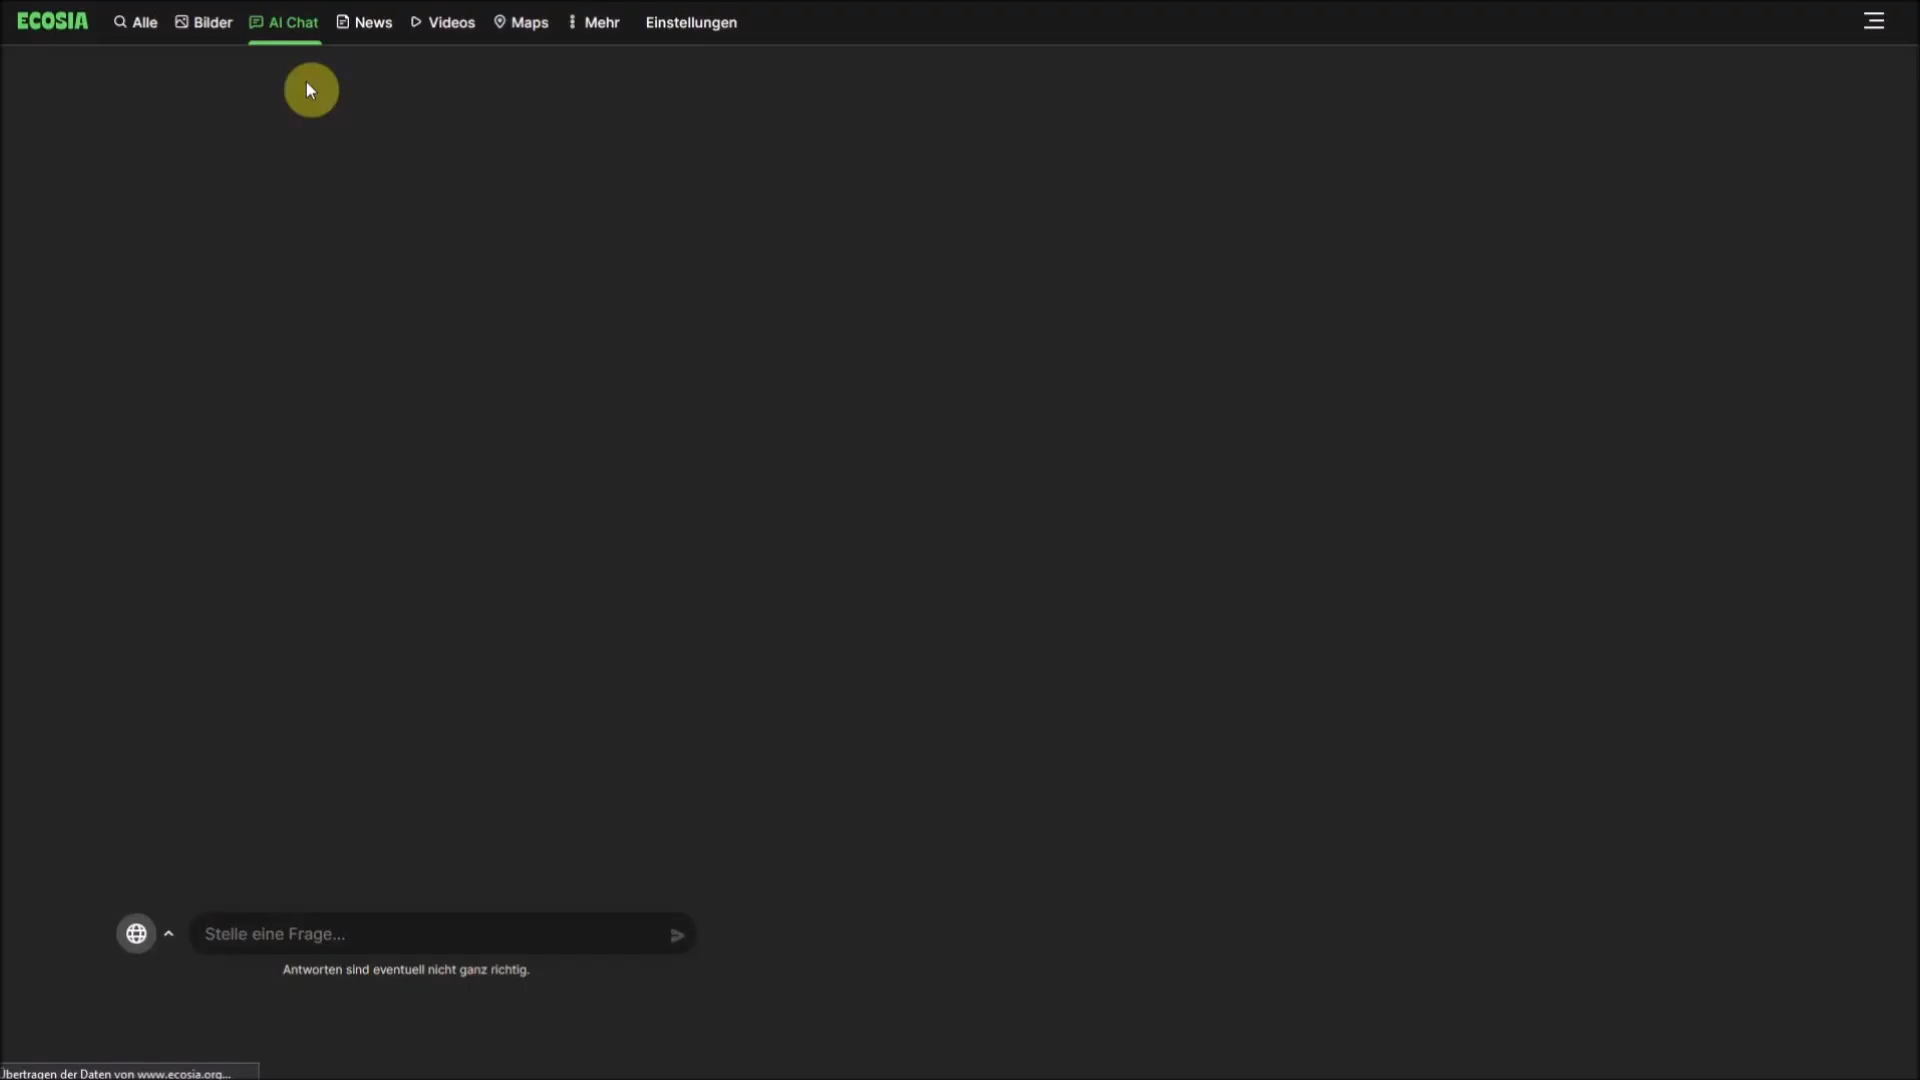 ECOSIA Alle Bilder AI Chat News Videos Maps Mehr Einstellungen
Stelle eine Frage...
Antworten sind eventuell nicht ganz richtig.
Übertragen der Daten von www.ecosia.org...